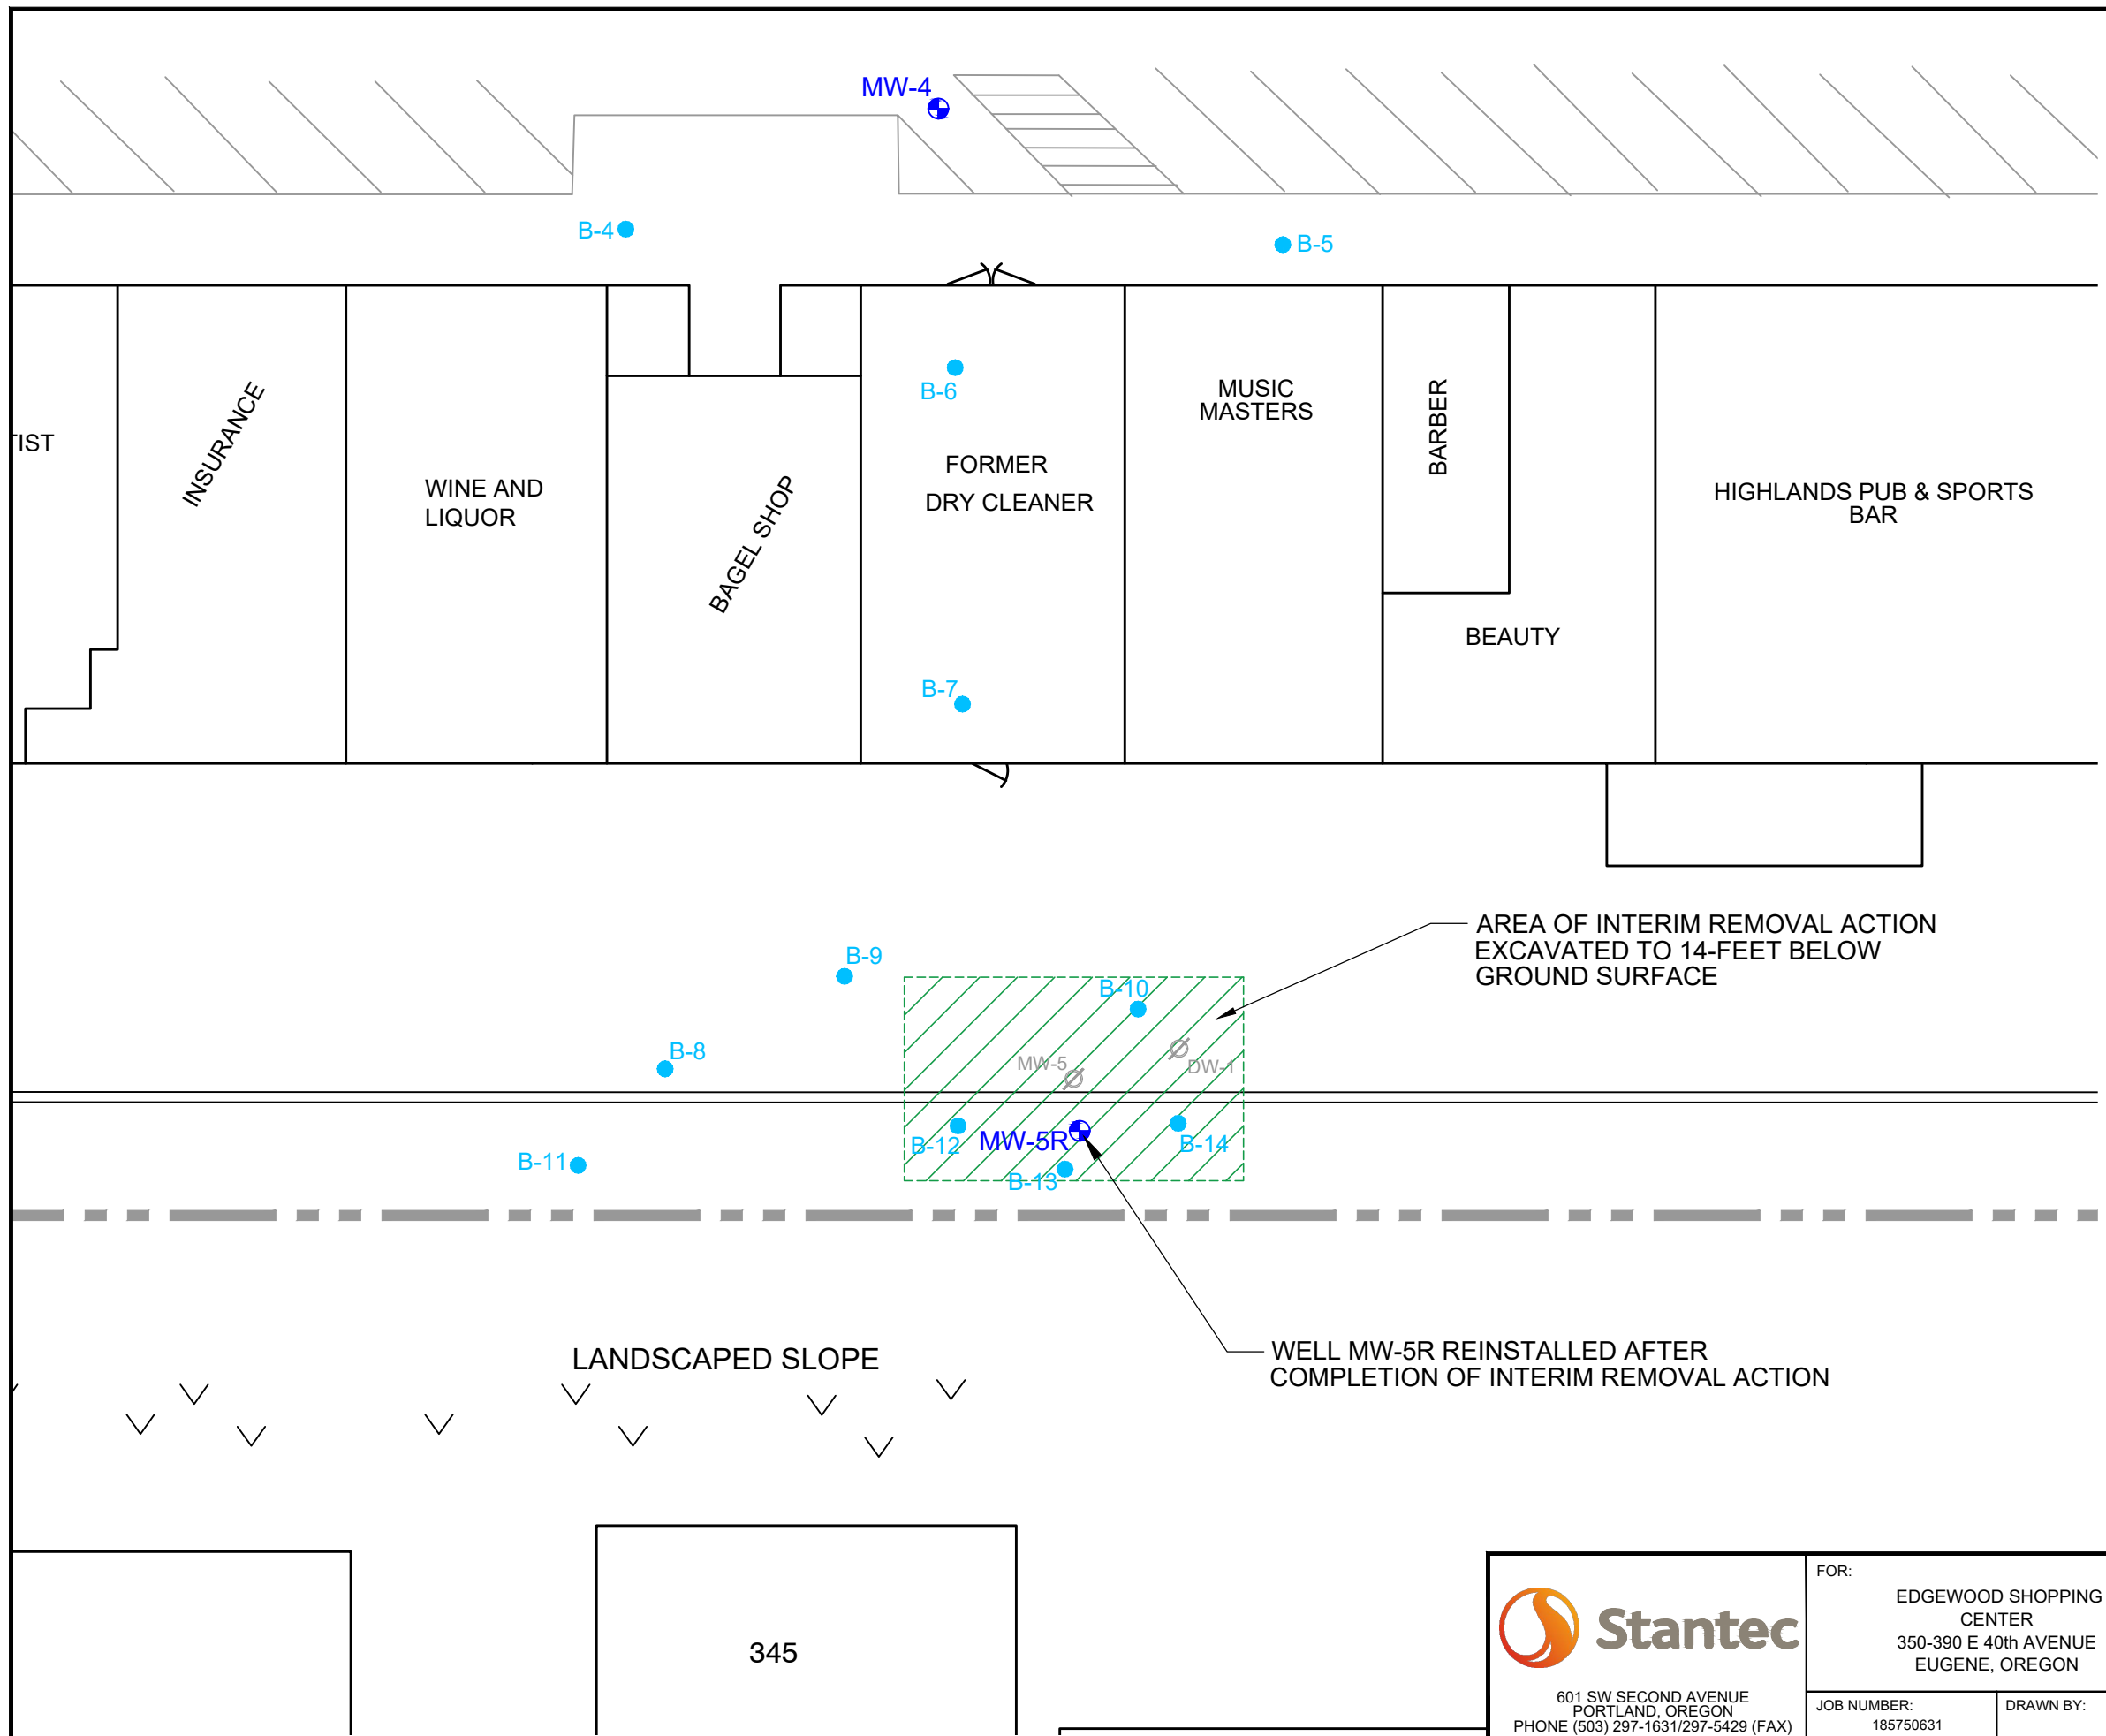 MW-4
B-4
B-5
B-6
TIST
INSURANCE
WINE AND
LIQUOR
BAGEL SHOP
FORMER
DRY CLEANER
MUSIC
MASTERS
BARBER
BEAUTY
HIGHLANDS PUB & SPORTS
BAR
B-7
AREA OF INTERIM REMOVAL ACTION
EXCAVATED TO 14-FEET BELOW
GROUND SURFACE
B-9
B-10
B-8
MW-5
DW-1
B-12
MW-5R
B-14
B-11
B-13
WELL MW-5R REINSTALLED AFTER
COMPLETION OF INTERIM REMOVAL ACTION
LANDSCAPED SLOPE
345
Stantec
601 SW SECOND AVENUE
PORTLAND, OREGON
PHONE (503) 297-1631/297-5429 (FAX)
FOR:
EDGEWOOD SHOPPING
CENTER
350-390 E 40th AVENUE
EUGENE, OREGON
JOB NUMBER:
185750631
DRAWN BY: